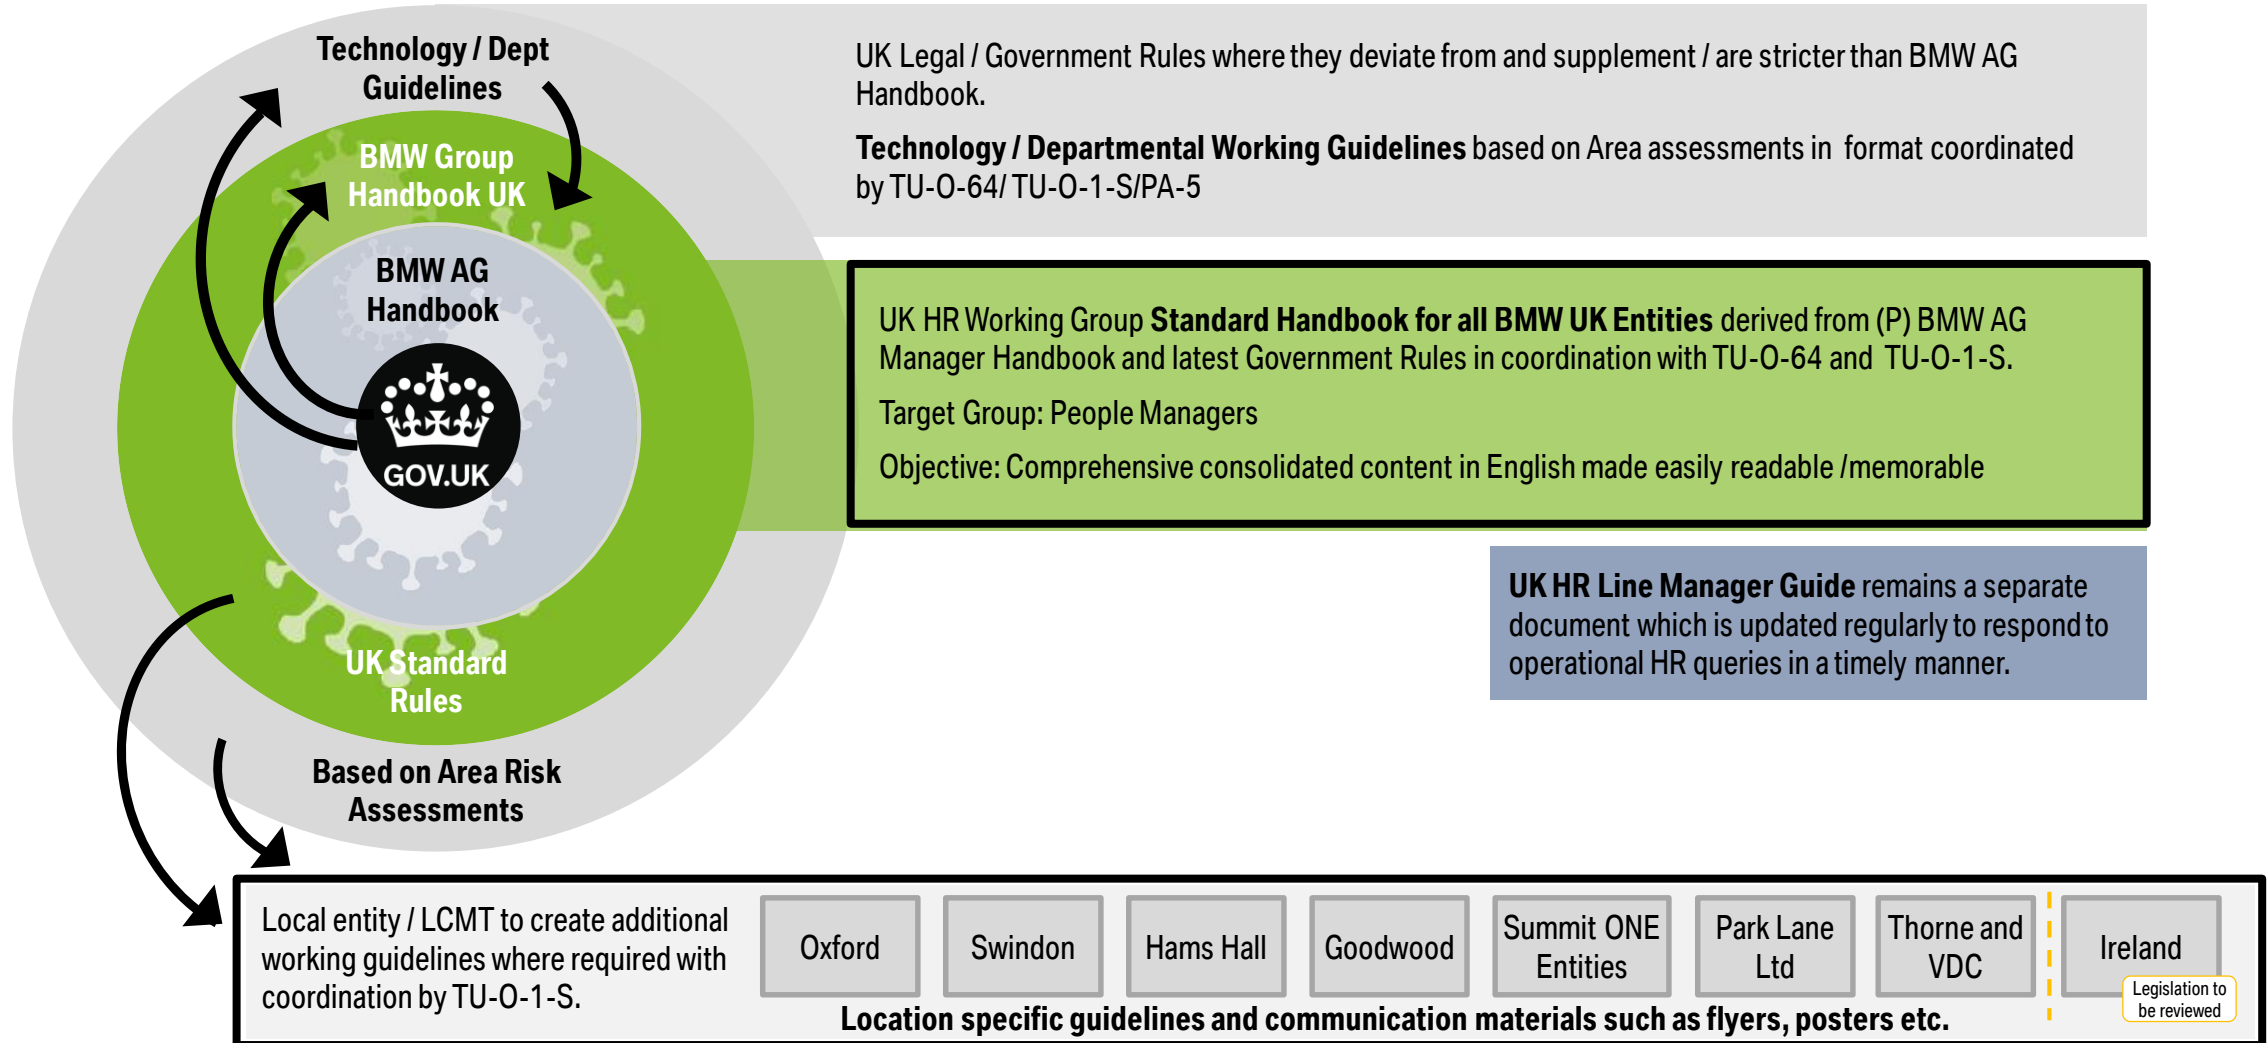 Technology / Dept
Guidelines
BMW Group
Handbook UK
BMW AG
Handbook
GOV.UK
UK Standard
Rules
Based on Area Risk
Assessments
UK Legal / Government Rules where they deviate from and supplement / are stricter than BMW AG
Handbook.
Technology / Departmental Working Guidelines based on Area assessments in format coordinated
by TU-O-64/ TU-O-1-S/PA-5
UK HR Working Group Standard Handbook for all BMW UK Entities derived from (P) BMW AG
Manager Handbook and latest Government Rules in coordination with TU-O-64 and TU-O-1-S.
Target Group: People Managers
Objective: Comprehensive consolidated content in English made easily readable /memorable
UK HR Line Manager Guide remains a separate
document which is updated regularly to respond to
operational HR queries in a timely manner.
Local entity / LCMT to create additional
working guidelines where required with
coordination by TU-O-1-S.
Oxford
Swindon
Hams Hall
Goodwood
Summit ONE
Entities
Park Lane
Ltd
Thorne and
VDC
Ireland
Legislation to
be reviewed
Location specific guidelines and communication materials such as flyers, posters etc.